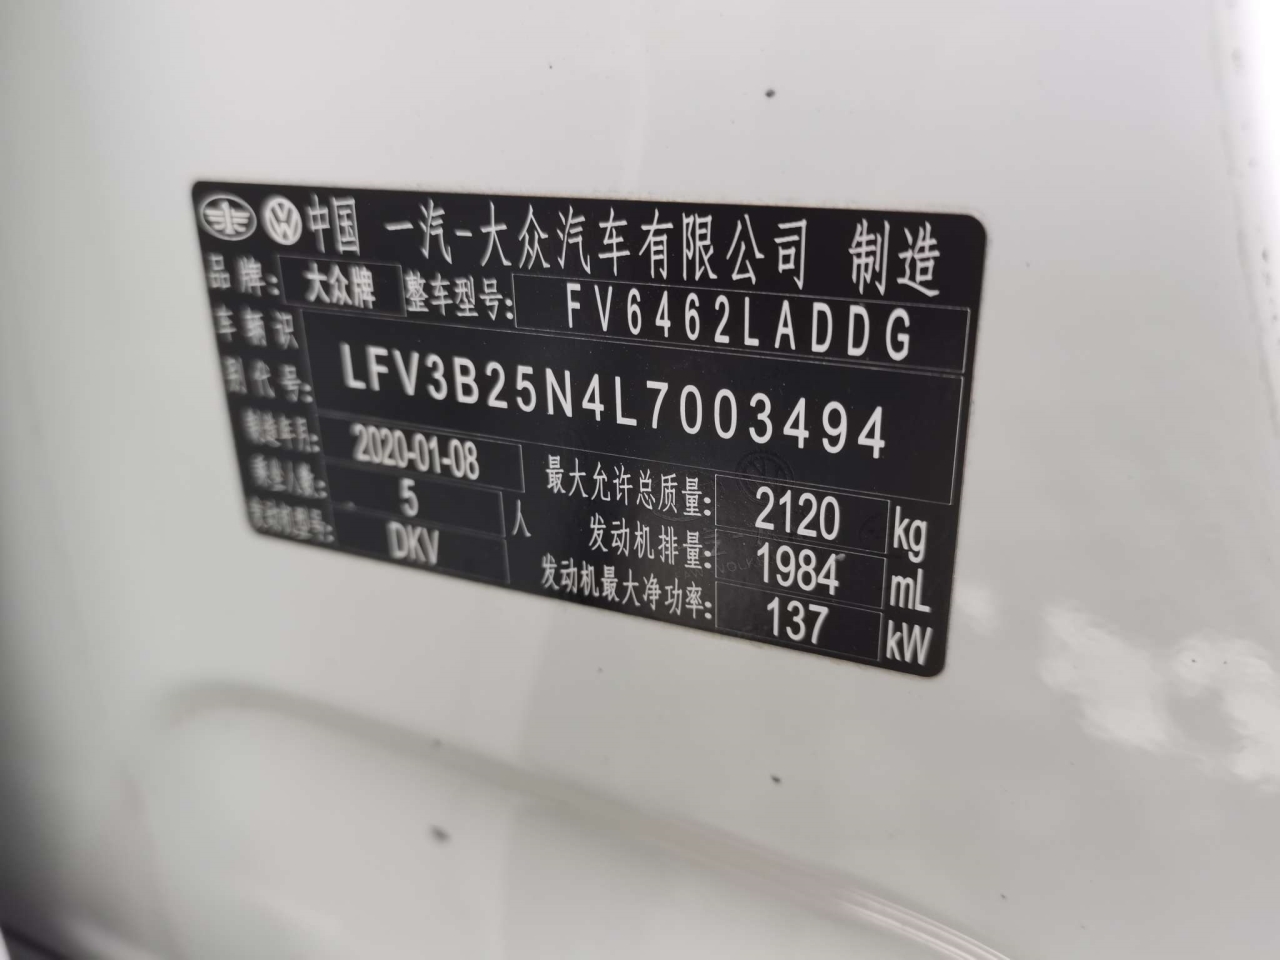 中国 一汽-大众汽车有限公司 制造
品牌: 大众牌 整车型号: FV6462LADDG
车辆识别代号: LFV3B25N4L7003494
制造年月: 2020-01-08
乘坐人数: 5 人
发动机型号: DKV
最大允许总质量: 2120 kg
发动机排量: 1984 mL
发动机最大净功率: 137 kW